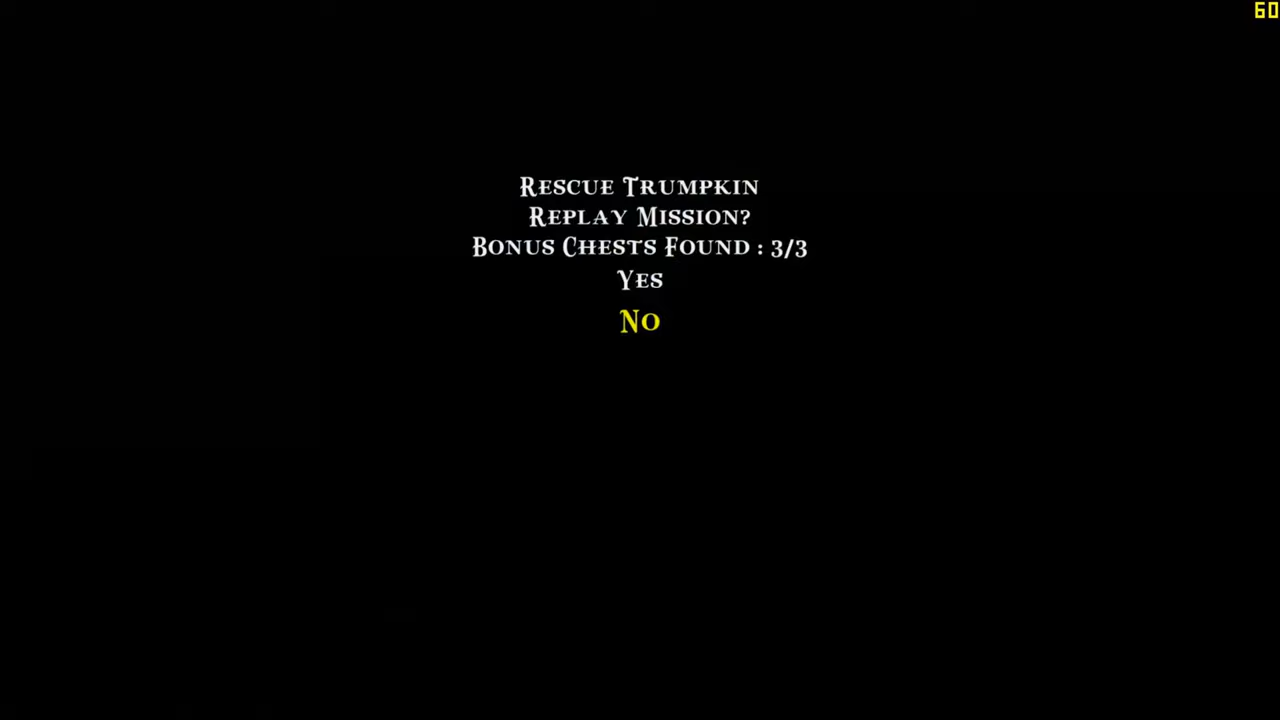 60
Rescue Trumpkin
Replay Mission?
Bonus Chests Found : 3/3
Yes
No